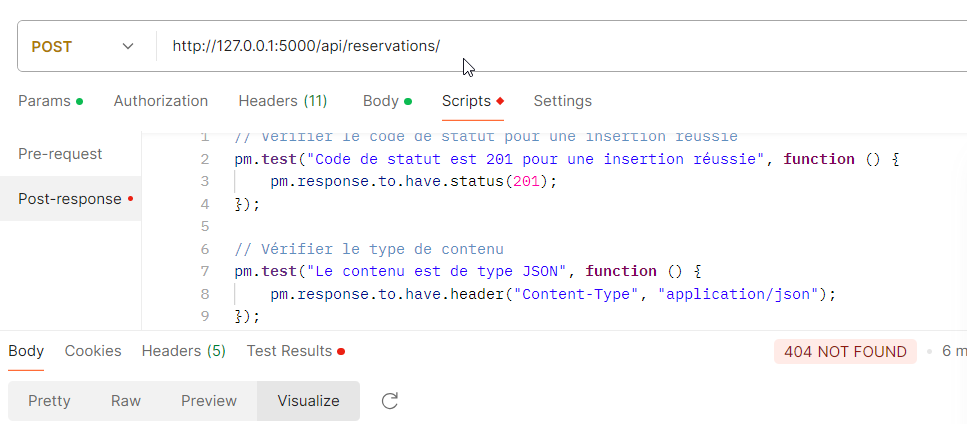 POST http://127.0.0.1:5000/api/reservations/
Params Authorization Headers (11) Body Scripts Settings
Pre-request
Post-response
1 // Vérifier le code de statut pour une insertion réussie
2 pm.test("Code de statut est 201 pour une insertion réussie", function () {
3 pm.response.to.have.status(201);
4 });
5
6 // Vérifier le type de contenu
7 pm.test("Le contenu est de type JSON", function () {
8 pm.response.to.have.header("Content-Type", "application/json");
9 });
Body Cookies Headers (5) Test Results 404 NOT FOUND 6 m
Pretty Raw Preview Visualize